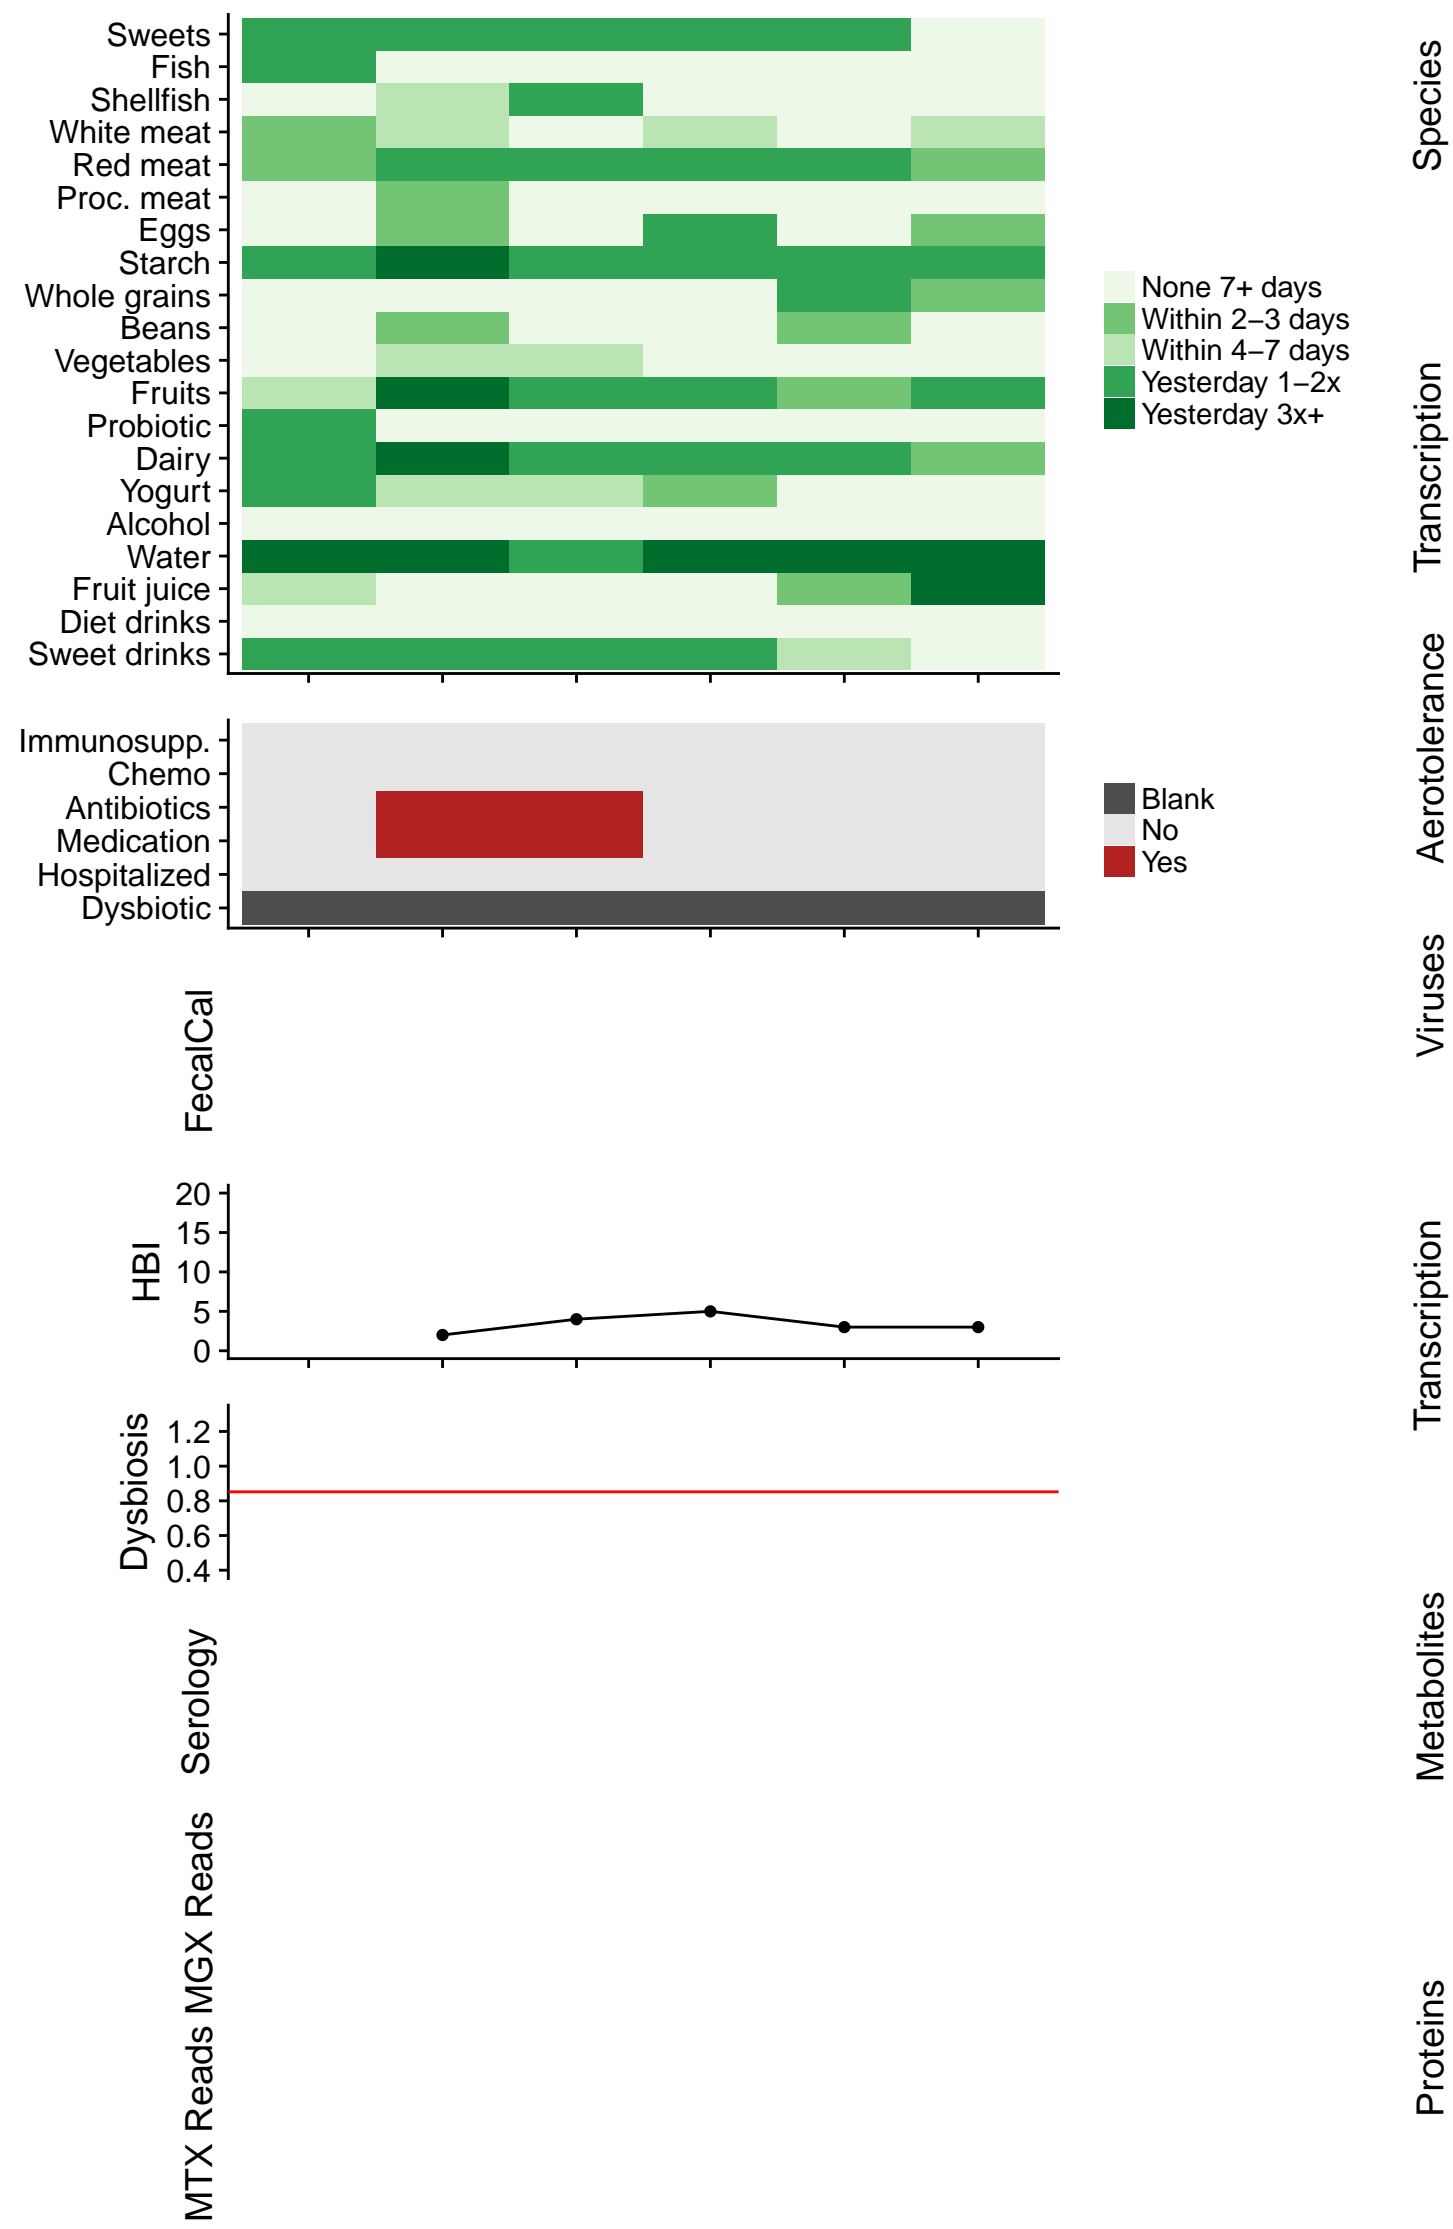 Sweets
Fish
Shellfish
White meat
Red meat
Proc. meat
Eggs
Starch
Whole grains
Beans
Vegetables
Fruits
Probiotic
Dairy
Yogurt
Alcohol
Water
Fruit juice
Diet drinks
Sweet drinks
None 7+ days
Within 2–3 days
Within 4–7 days
Yesterday 1–2x
Yesterday 3x+
Immunosupp.
Chemo
Antibiotics
Medication
Hospitalized
Dysbiotic
Blank
No
Yes
FecalCal
HBI
20
15
10
5
0
Dysbiosis
1.2
1.0
0.8
0.6
0.4
Serology
MGX Reads
MTX Reads
Species
Transcription
Aerotolerance
Viruses
Transcription
Metabolites
Proteins